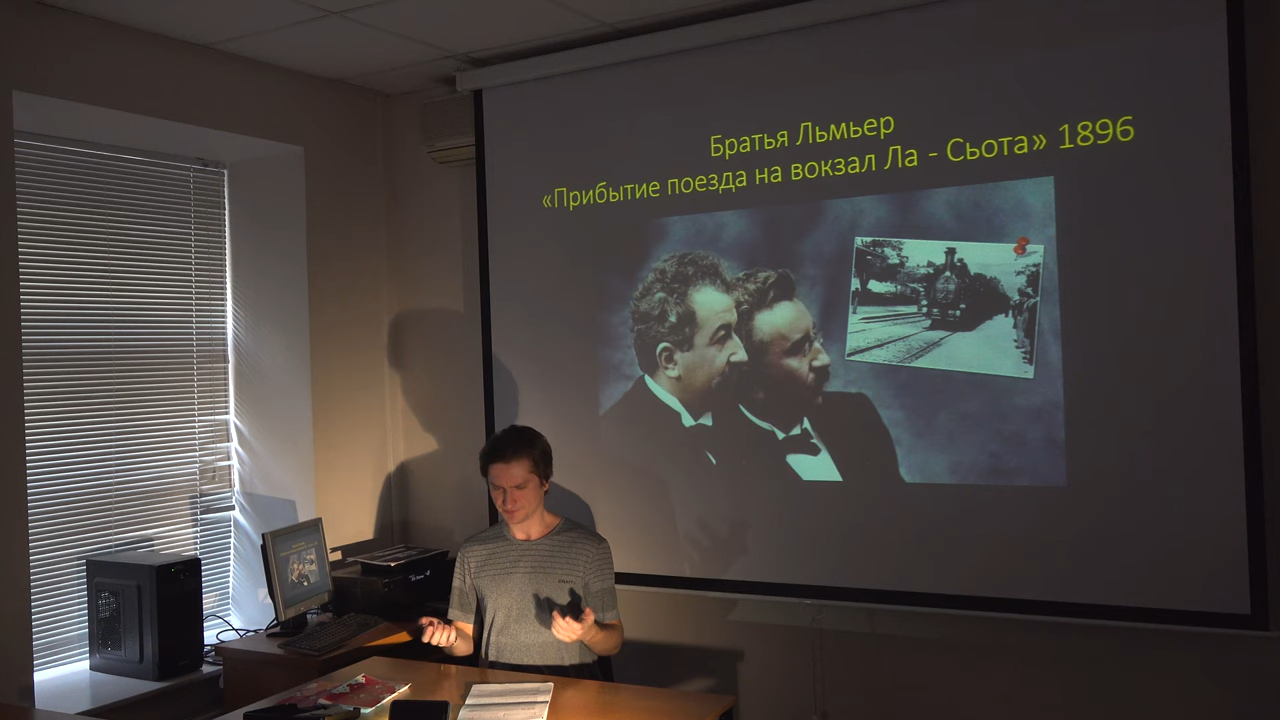 Братья Льмьер
«Прибытие поезда на вокзал Ла - Сьота» 1896